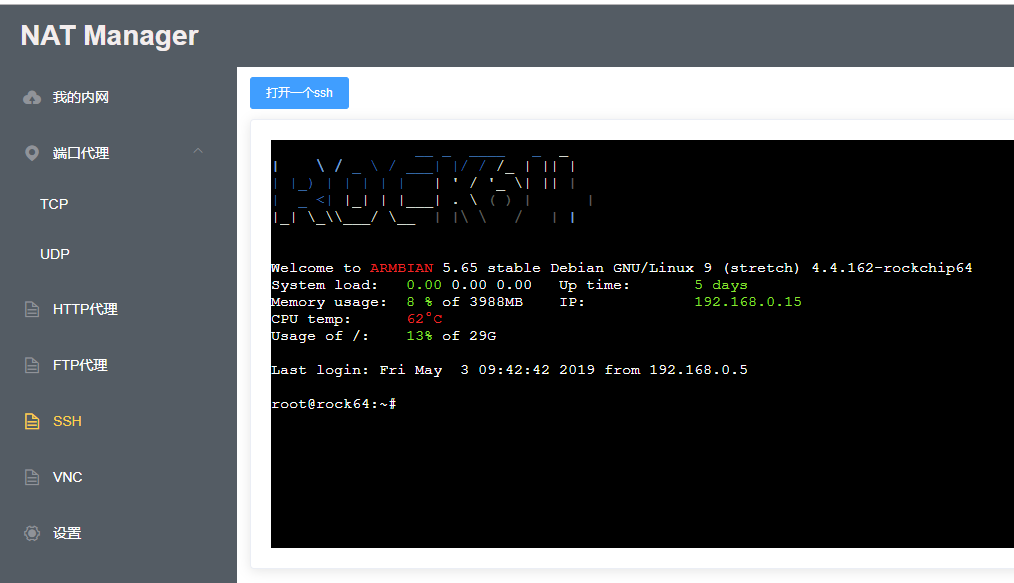 NAT Manager
我的内网
端口代理
TCP
UDP
HTTP代理
FTP代理
SSH
VNC
设置
打开一个ssh
Welcome to ARMBIAN 5.65 stable Debian GNU/Linux 9 (stretch) 4.4.162-rockchip64
System load: 0.00 0.00 0.00 Up time: 5 days
Memory usage: 8 % of 3988MB IP: 192.168.0.15
CPU temp: 62°C
Usage of /: 13% of 29G
Last login: Fri May 3 09:42:42 2019 from 192.168.0.5
root@rock64:~#